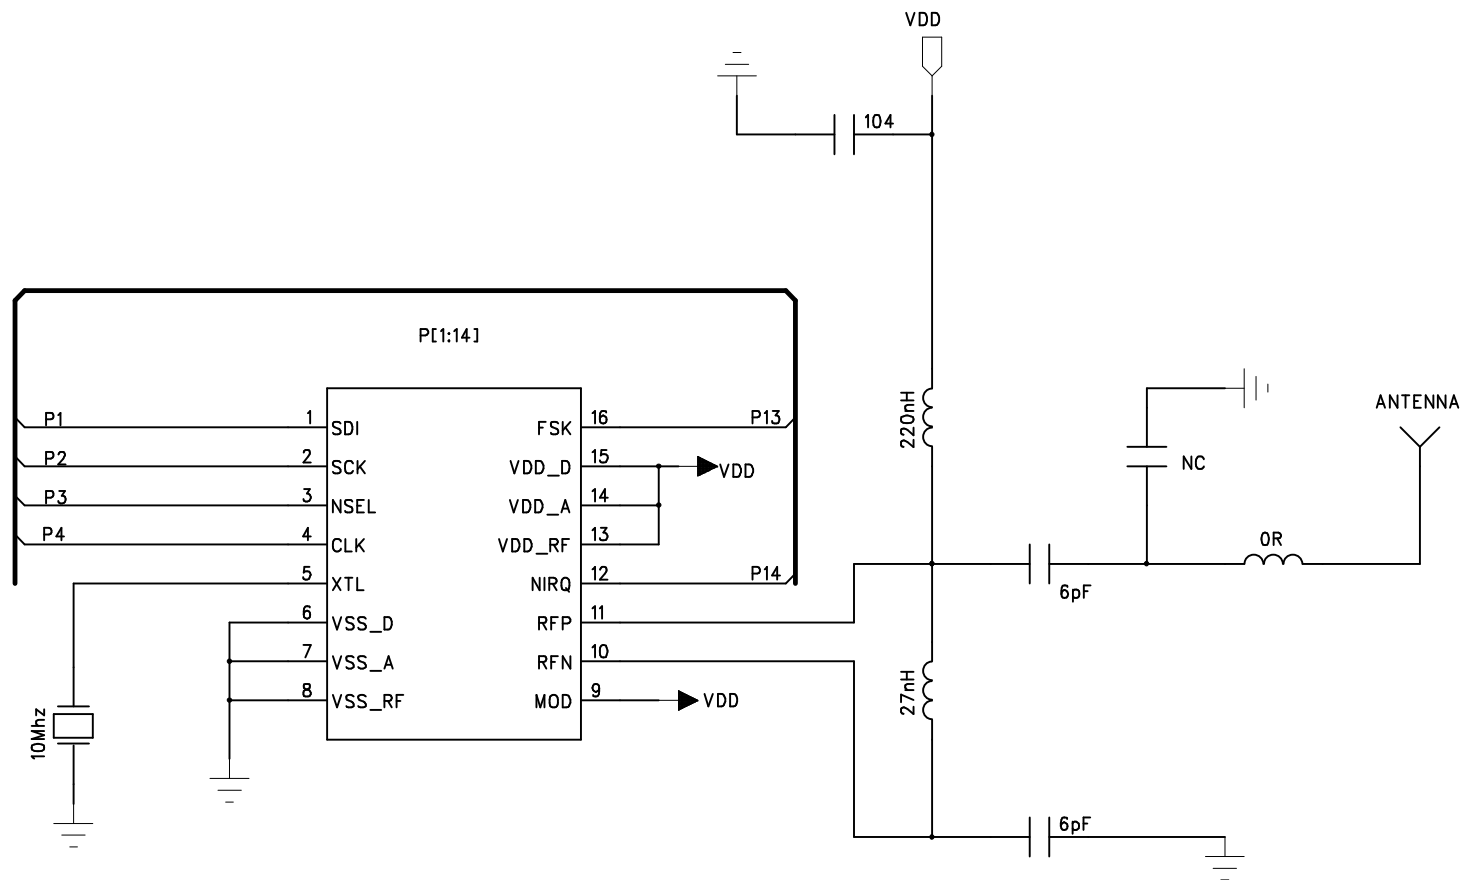 VDD
104
P[1:14]
220nH
ANTENNA
P1 1 SDI
FSK 16 P13
P2 2 SCK
VDD_D 15 VDD
NC
P3 3 NSEL
VDD_A 14
P4 4 CLK
VDD_RF 13
0R
5 XTL
NIRQ 12 P14
6pF
6 VSS_D
RFP 11
7 VSS_A
RFN 10
27nH
8 VSS_RF
MOD 9 VDD
10Mhz
6pF